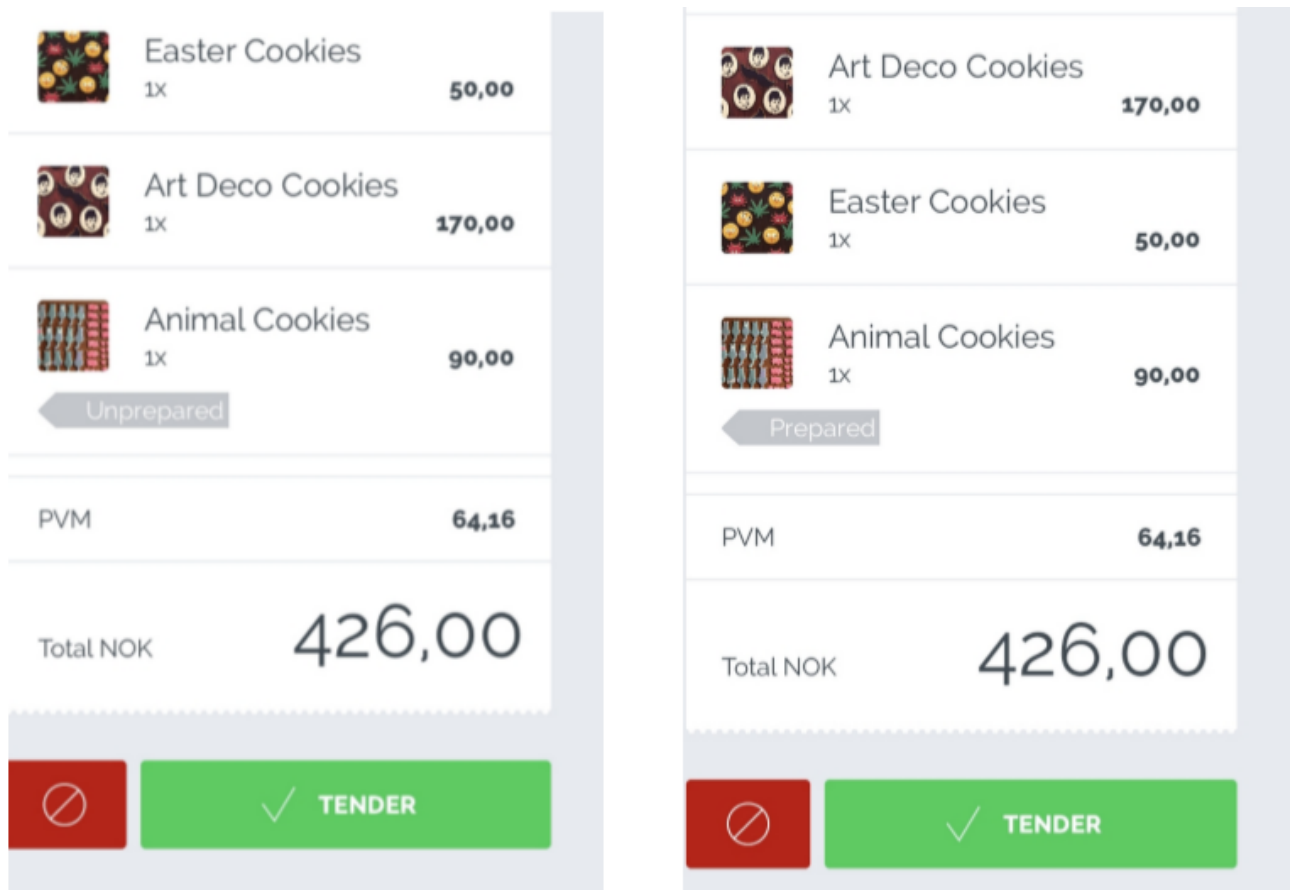 Easter Cookies
1x 50,00
Art Deco Cookies
1x 170,00
Animal Cookies
1x 90,00
Unprepared
PVM 64,16
Total NOK 426,00
TENDER
Art Deco Cookies
1x 170,00
Easter Cookies
1x 50,00
Animal Cookies
1x 90,00
Prepared
PVM 64,16
Total NOK 426,00
TENDER